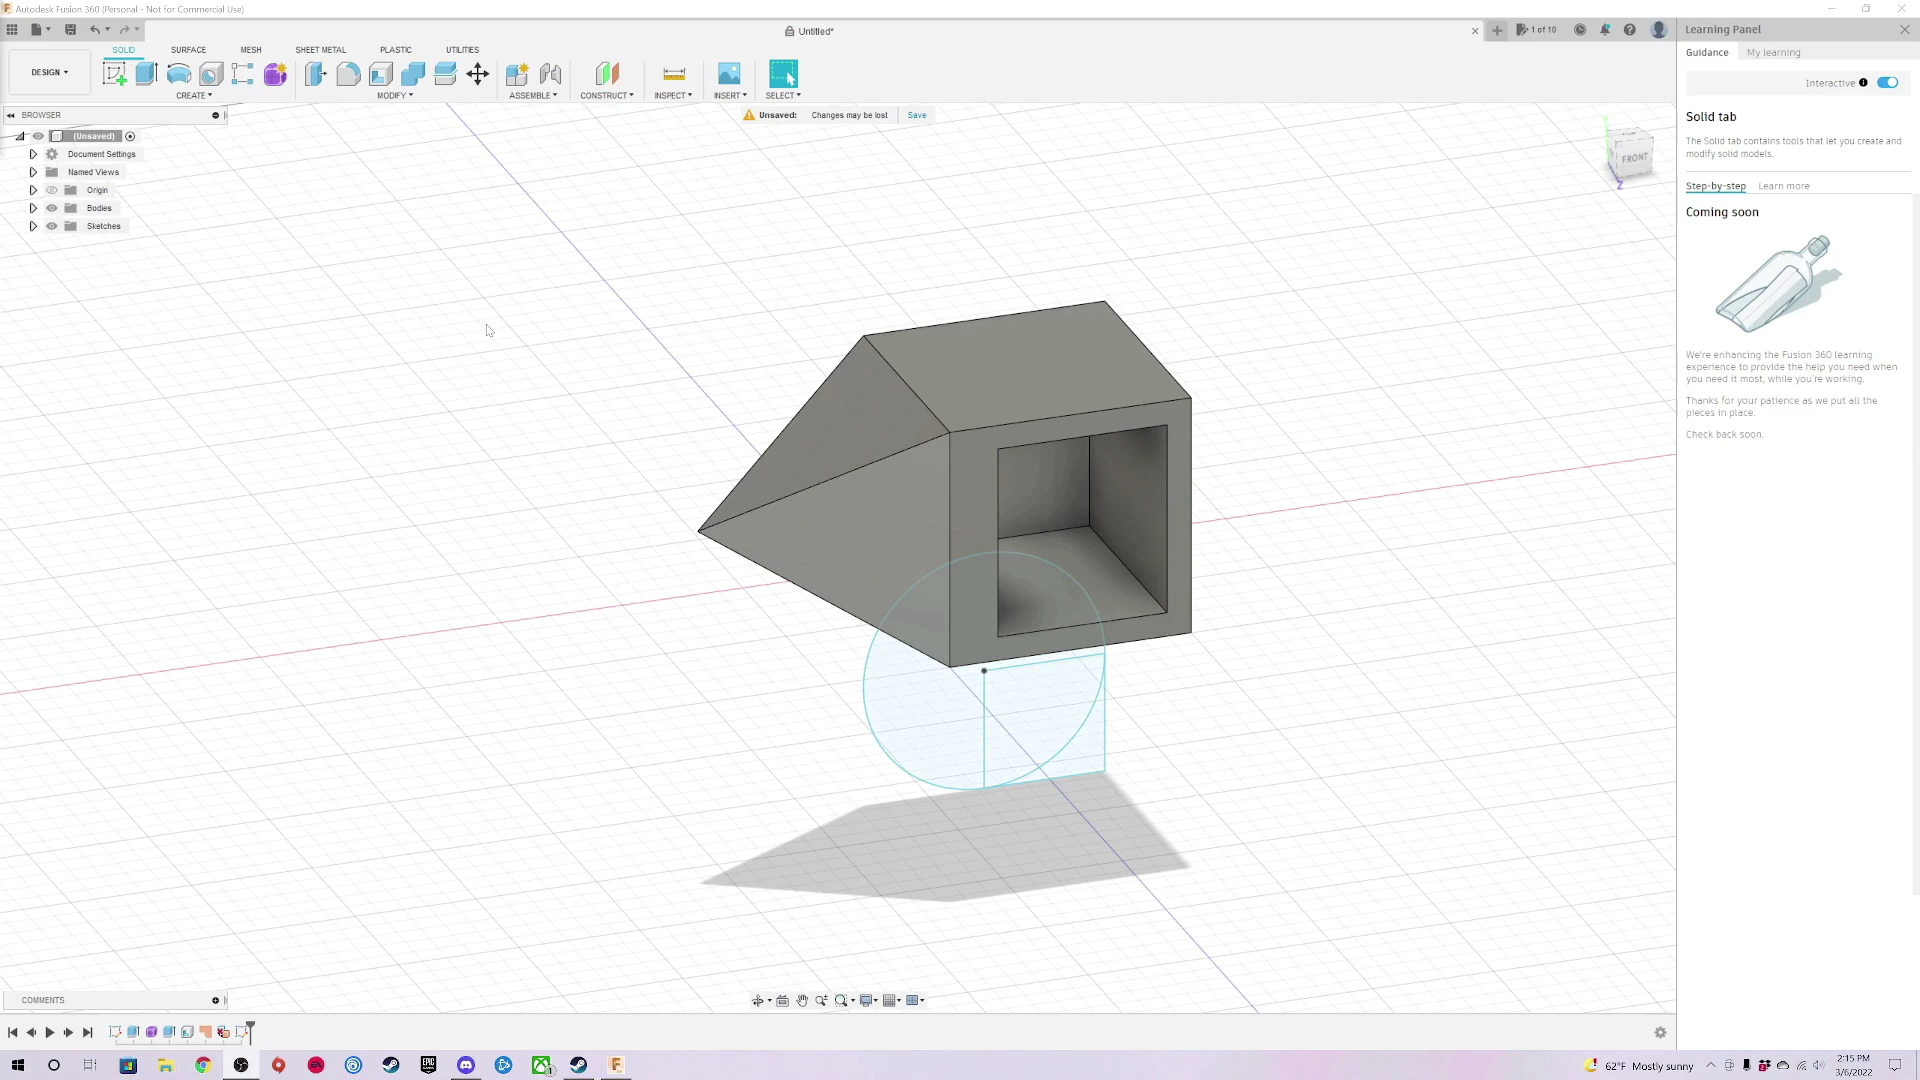 Autodesk Fusion 360 (Personal - Not for Commercial Use)
Untitled*
1 of 10
Learning Panel
SOLID
SURFACE
MESH
SHEET METAL
PLASTIC
UTILITIES
Guidance
My learning
DESIGN
CREATE
MODIFY
ASSEMBLE
CONSTRUCT
INSPECT
INSERT
SELECT
Interactive
BROWSER
Unsaved: Changes may be lost Save
(Unsaved)
Document Settings
Named Views
Origin
Bodies
Sketches
FRONT
Z
Solid tab
The Solid tab contains tools that let you create and
modify solid models.
Step-by-step
Learn more
Coming soon
We're enhancing the Fusion 360 learning
experience to provide the help you need when
you need it most, while you're working.
Thanks for your patience as we put all the
pieces in place.
Check back soon.
COMMENTS
62°F Mostly sunny
2:15 PM
3/6/2022